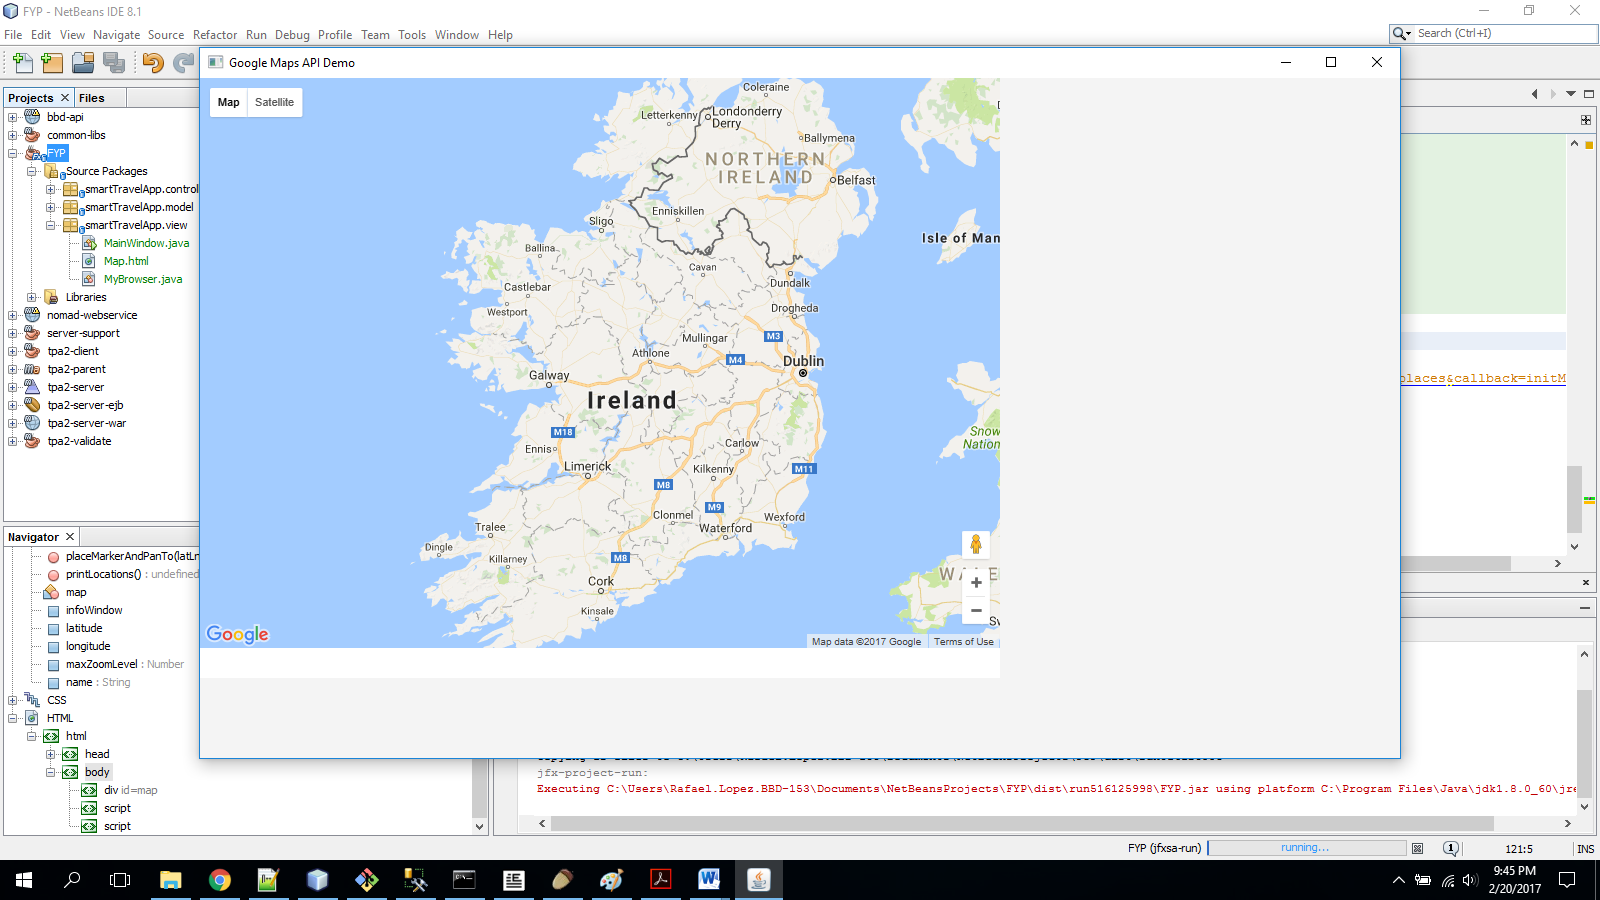 FYP - NetBeans IDE 8.1
File Edit View Navigate Source Refactor Run Debug Profile Team Tools Window Help
Search (Ctrl+I)
Google Maps API Demo
Projects Files
bbd-api
common-libs
FYP
Source Packages
smartTravelApp.control
smartTravelApp.model
smartTravelApp.view
MainWindow.java
Map.html
MyBrowser.java
Libraries
nomad-webservice
server-support
tpa2-client
tpa2-parent
tpa2-server
tpa2-server-ejb
tpa2-server-war
tpa2-validate
Navigator
placeMarkerAndPanTo(latLn
printLocations() : undefined
map
infoWindow
latitude
longitude
maxZoomLevel : Number
name : String
CSS
HTML
html
head
body
div id=map
script
script
Map Satellite
Coleraine
Letterkenny
Londonderry
Derry
Ballymena
NORTHERN
IRELAND
Belfast
Enniskillen
Sligo
Isle of Man
Ballina
Cavan
Castlebar
Dundalk
Westport
Drogheda
M3
Mullingar
Athlone
M4
Dublin
Galway
Ireland
M18
Snow
Nation
Carlow
Ennis
Limerick
Kilkenny
M11
M8
M9
Clonmel
Wexford
Tralee
Waterford
Dingle
Killarney
M8
Cork
Kinsale
WALE
Sw
Google
Map data ©2017 Google
Terms of Use
places&callback=initM
jfx-project-run:
Executing C:\Users\Rafael.Lopez.BBD-153\Documents\NetBeansProjects\FYP\dist\run516125998\FYP.jar using platform C:\Program Files\Java\jdk1.8.0_60\jre
FYP (jfxsa-run)
running...
1
121:5
INS
9:45 PM
2/20/2017